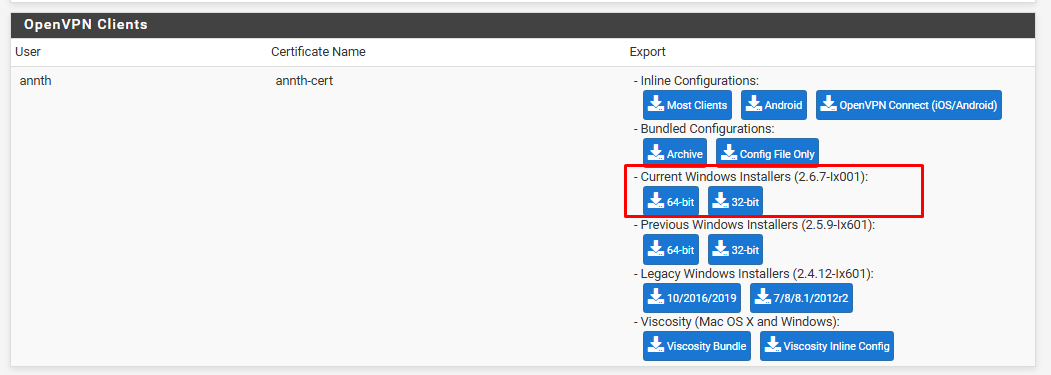 OpenVPN Clients
User Certificate Name Export
annth annth-cert - Inline Configurations:
Most Clients Android OpenVPN Connect (iOS/Android)
- Bundled Configurations:
Archive Config File Only
- Current Windows Installers (2.6.7-Ix001):
64-bit 32-bit
- Previous Windows Installers (2.5.9-Ix601):
64-bit 32-bit
- Legacy Windows Installers (2.4.12-Ix601):
10/2016/2019 7/8/8.1/2012r2
- Viscosity (Mac OS X and Windows):
Viscosity Bundle Viscosity Inline Config